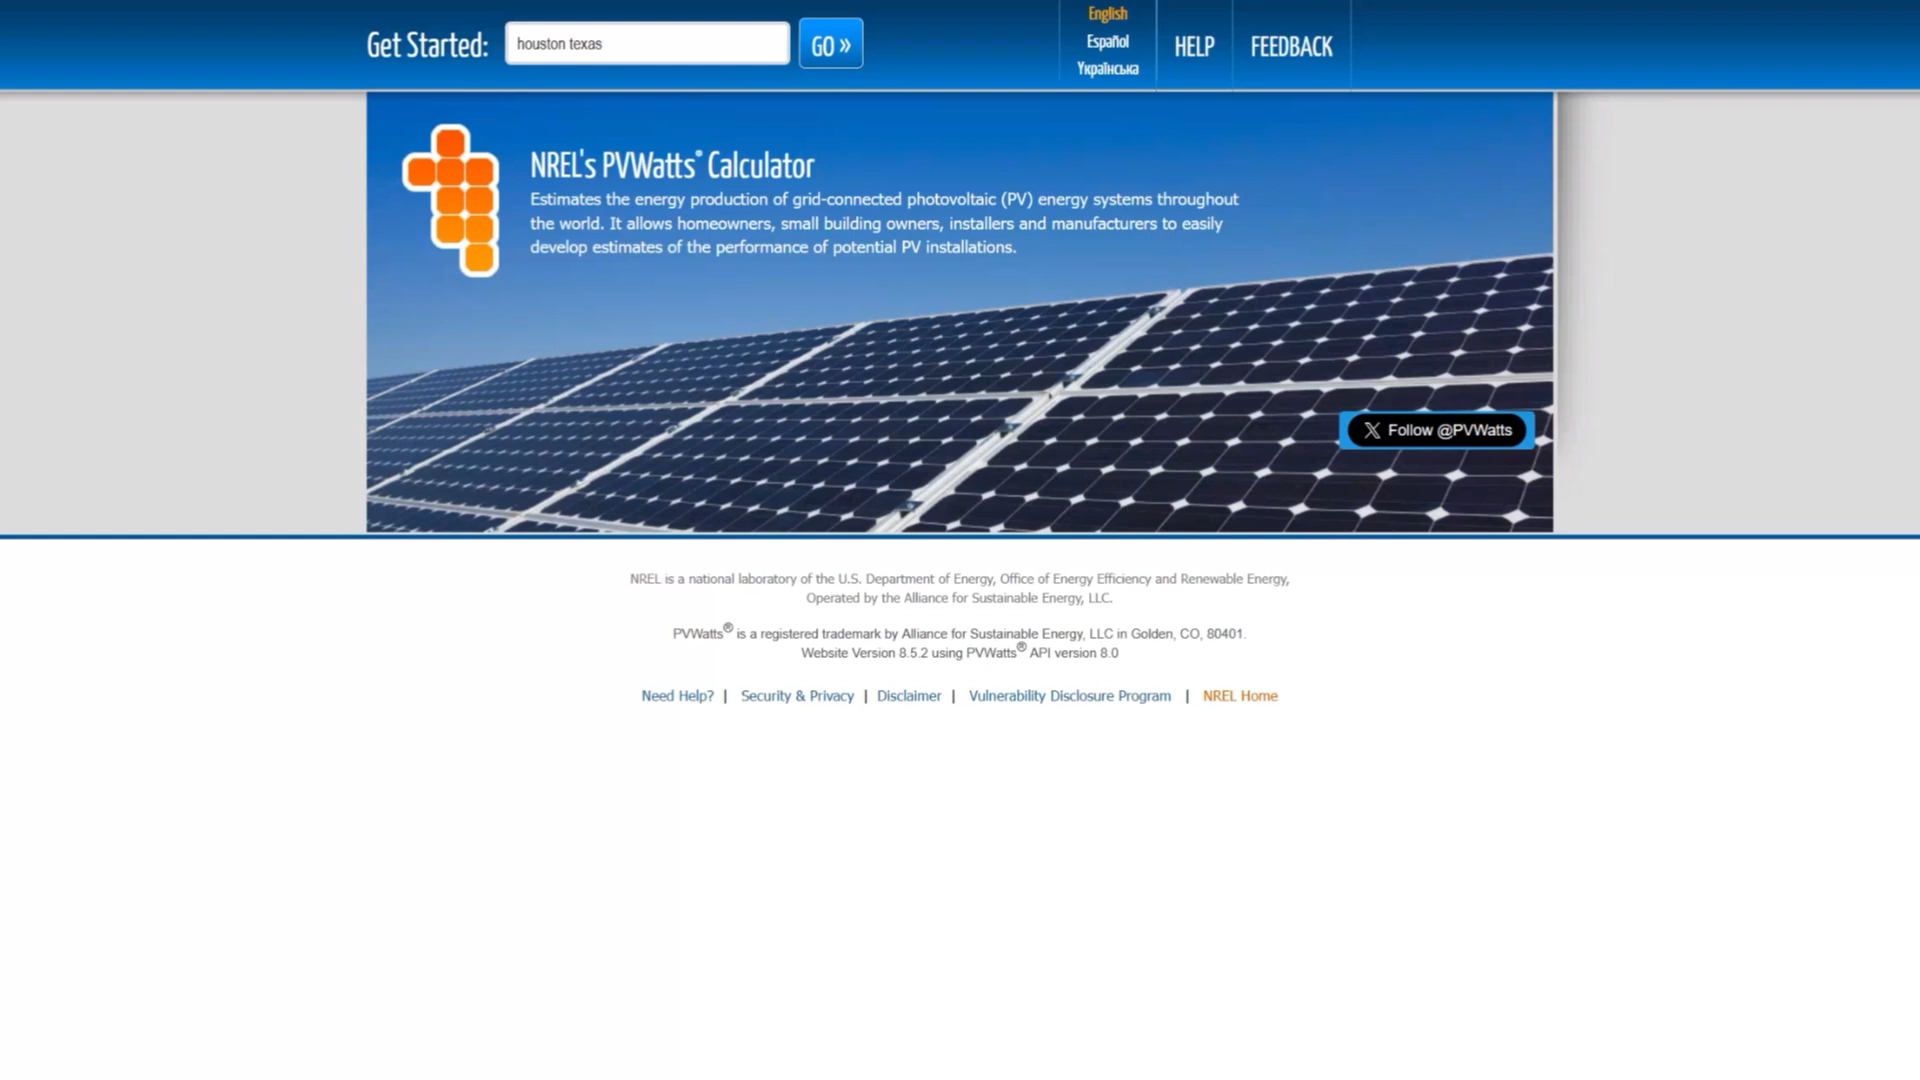 Get Started:
houston texas
GO »
English
Español
Українська
HELP
FEEDBACK
NREL's PVWatts® Calculator
Estimates the energy production of grid-connected photovoltaic (PV) energy systems throughout
the world. It allows homeowners, small building owners, installers and manufacturers to easily
develop estimates of the performance of potential PV installations.
Follow @PVWatts
NREL is a national laboratory of the U.S. Department of Energy, Office of Energy Efficiency and Renewable Energy,
Operated by the Alliance for Sustainable Energy, LLC.
PVWatts® is a registered trademark by Alliance for Sustainable Energy, LLC in Golden, CO, 80401.
Website Version 8.5.2 using PVWatts® API version 8.0
Need Help? | Security & Privacy | Disclaimer | Vulnerability Disclosure Program | NREL Home